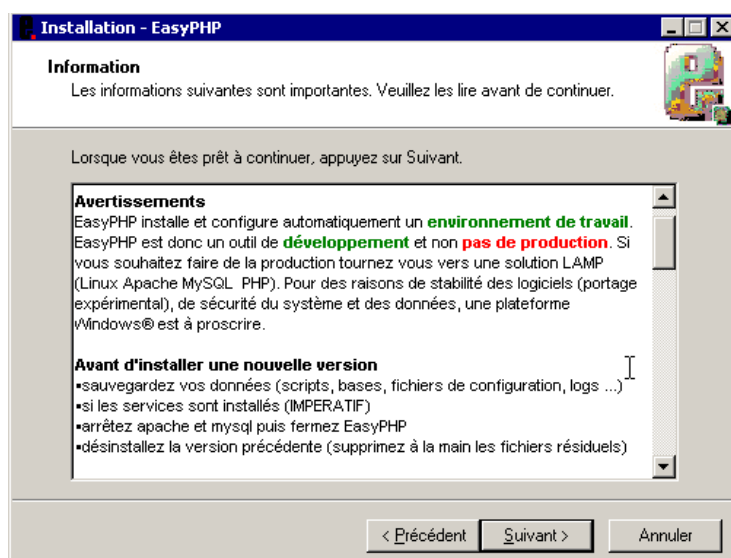 Installation - EasyPHP
Information
Les informations suivantes sont importantes. Veuillez les lire avant de continuer.
Lorsque vous êtes prêt à continuer, appuyez sur Suivant.
Avertissements
EasyPHP installe et configure automatiquement un environnement de travail.
EasyPHP est donc un outil de développement et non pas de production. Si
vous souhaitez faire de la production tournez vous vers une solution LAMP
(Linux Apache MySQL PHP). Pour des raisons de stabilité des logiciels (portage
expérimental), de sécurité du système et des données, une plateforme
Windows® est à proscrire.
Avant d'installer une nouvelle version
▪sauvegardez vos données (scripts, bases, fichiers de configuration, logs ...)
▪si les services sont installés (IMPERATIF)
▪arrêtez apache et mysql puis fermez EasyPHP
▪désinstallez la version précédente (supprimez à la main les fichiers résiduels)
< Précédent Suivant > Annuler